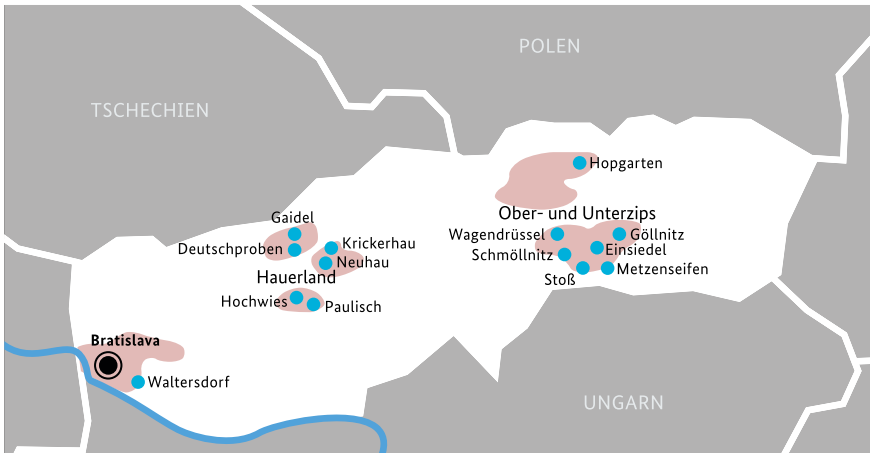 POLEN
TSCHECHIEN
Hopgarten
Ober- und Unterzips
Gaidel
Wagendrüssel
Göllnitz
Krickerhau
Deutschproben
Einsiedel
Schmöllnitz
Neuhau
Metzenseifen
Hauerland
Stoß
Hochwies
Paulisch
Bratislava
Waltersdorf
UNGARN